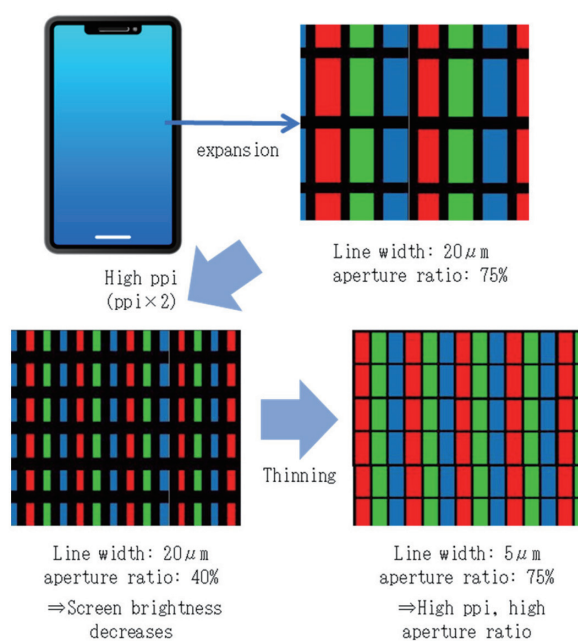 expansion
Line width: 20μm
aperture ratio: 75%
High ppi
(ppi×2)
Thinning
Line width: 20μm
aperture ratio: 40%
⇒Screen brightness
decreases
Line width: 5μm
aperture ratio: 75%
⇒High ppi, high
aperture ratio